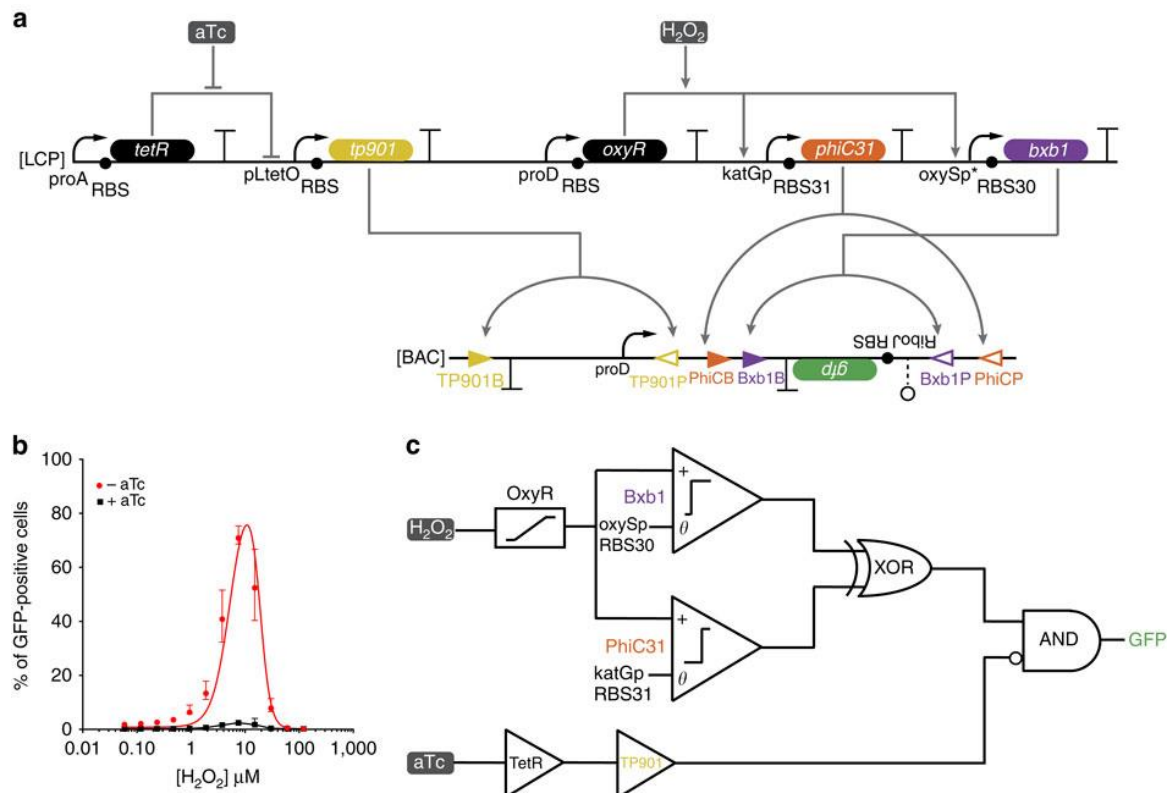 a
aTc
H2O2
tetR
tp901
oxyR
phiC31
bxb1
[LCP]
proA RBS
pLtetO RBS
proD RBS
katGp RBS31
oxySp* RBS30
RiboJ RBS
[BAC]
proD
gfp
TP901B
TP901P
PhiCB
Bxb1B
Bxb1P
PhiCP
b
100
80
60
40
20
0
– aTc
+ aTc
% of GFP-positive cells
0.01 0.10 1 10 100 1,000
[H2O2] μM
c
H2O2
OxyR
Bxb1
+
oxySp
RBS30
θ
PhiC31
+
katGp
RBS31
θ
XOR
AND
GFP
aTc
TetR
TP901